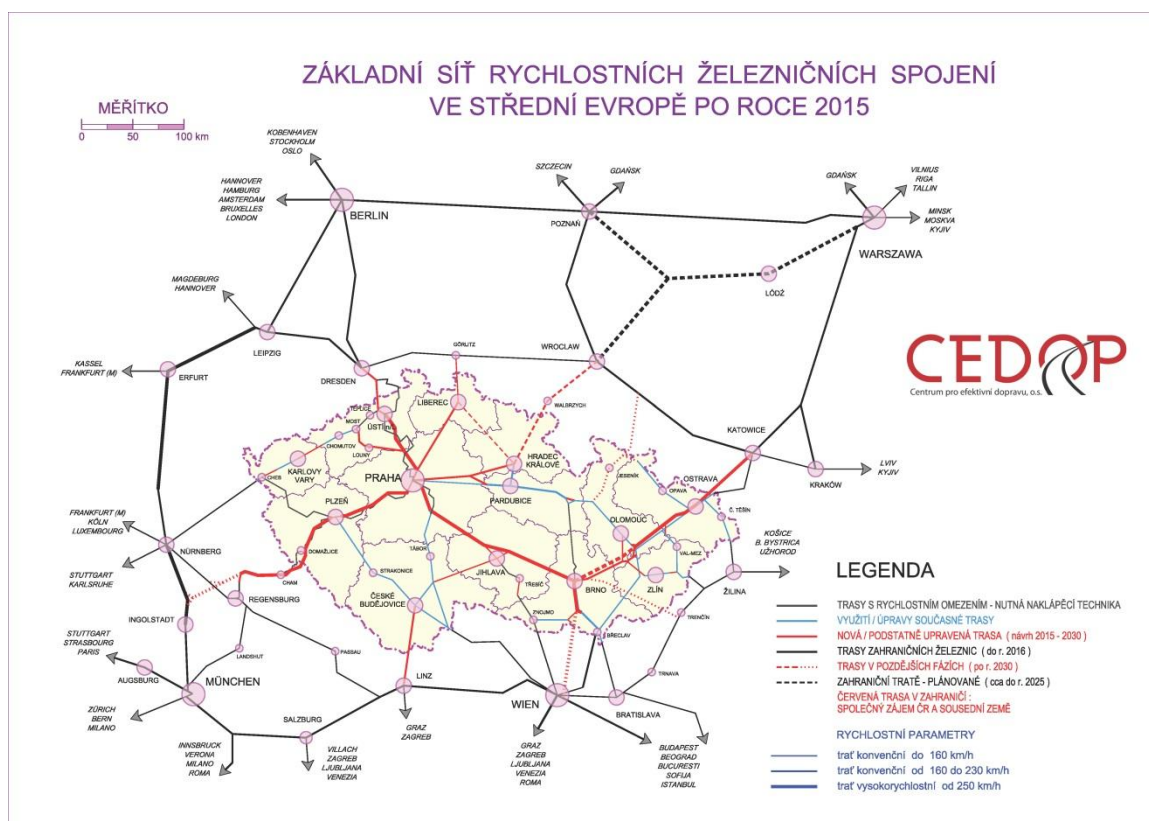 ZÁKLADNÍ SÍŤ RYCHLOSTNÍCH ŽELEZNIČNÍCH SPOJENÍ
VE STŘEDNÍ EVROPĚ PO ROCE 2015
MĚŘÍTKO
0 50 100 km
KOBENHAVEN
STOCKHOLM
OSLO
HANNOVER
HAMBURG
AMSTERDAM
BRUXELLES
LONDON
BERLIN
SZCZECIN
GDAŃSK
POZNAŃ
GDAŃSK
VILNIUS
RIGA
TALLIN
MINSK
MOSKVA
KYJIV
WARSZAWA
LÓDŹ
MAGDEBURG
HANNOVER
LEIPZIG
KASSEL
FRANKFURT (M)
ERFURT
DRESDEN
GÖRLITZ
WROCLAW
WALBRZYCH
CEDOP
Centrum pro efektivní dopravu, o.s.
TEPLICE
ÚSTÍ
MOST
CHOMUTOV
LOUNY
LIBEREC
KARLOVY
VARY
CHEB
PRAHA
HRADEC
KRÁLOVÉ
PARDUBICE
JESENÍK
KATOWICE
KRAKÓW
LVIV
KYJIV
OSTRAVA
OPAVA
Č. TĚŠÍN
PLZEŇ
DOMAŽLICE
CHAM
STRAKONICE
TÁBOR
ČESKÉ
BUDĚJOVICE
JIHLAVA
TŘEBÍČ
ZNOJMO
BRNO
BŘECLAV
OLOMOUC
VAL-MEZ.
ZLÍN
KOŠICE
B. BYSTRICA
UŽHOROD
ŽILINA
TRENČÍN
TRNAVA
BRATISLAVA
FRANKFURT (M)
KÖLN
LUXEMBOURG
NÜRNBERG
STUTTGART
KARLSRUHE
REGENSBURG
INGOLSTADT
STUTTGART
STRASBOURG
PARIS
AUGSBURG
LANDSHUT
PASSAU
MÜNCHEN
ZÜRICH
BERN
MILANO
SALZBURG
LINZ
WIEN
INNSBRUCK
VERONA
MILANO
ROMA
VILLACH
ZAGREB
LJUBLJANA
VENEZIA
GRAZ
ZAGREB
GRAZ
ZAGREB
LJUBLJANA
VENEZIA
ROMA
BUDAPEST
BEOGRAD
BUCURESTI
SOFIJA
ISTANBUL
LEGENDA
TRASY S RYCHLOSTNÍM OMEZENÍM - NUTNÁ NAKLÁPĚCÍ TECHNIKA
VYUŽITÍ / ÚPRAVY SOUČASNÉ TRASY
NOVÁ / PODSTATNĚ UPRAVENÁ TRASA ( návrh 2015 - 2030 )
TRASY ZAHRANIČNÍCH ŽELEZNIC ( do r. 2016 )
TRASY V POZDĚJŠÍCH FÁZÍCH ( po r. 2030 )
ZAHRANIČNÍ TRATĚ - PLÁNOVANÉ ( cca do r. 2025 )
ČERVENÁ TRASA V ZAHRANIČÍ :
SPOLEČNÝ ZÁJEM ČR A SOUSEDNÍ ZEMĚ
RYCHLOSTNÍ PARAMETRY
trať konvenční do 160 km/h
trať konvenční od 160 do 230 km/h
trať vysokorychlostní od 250 km/h